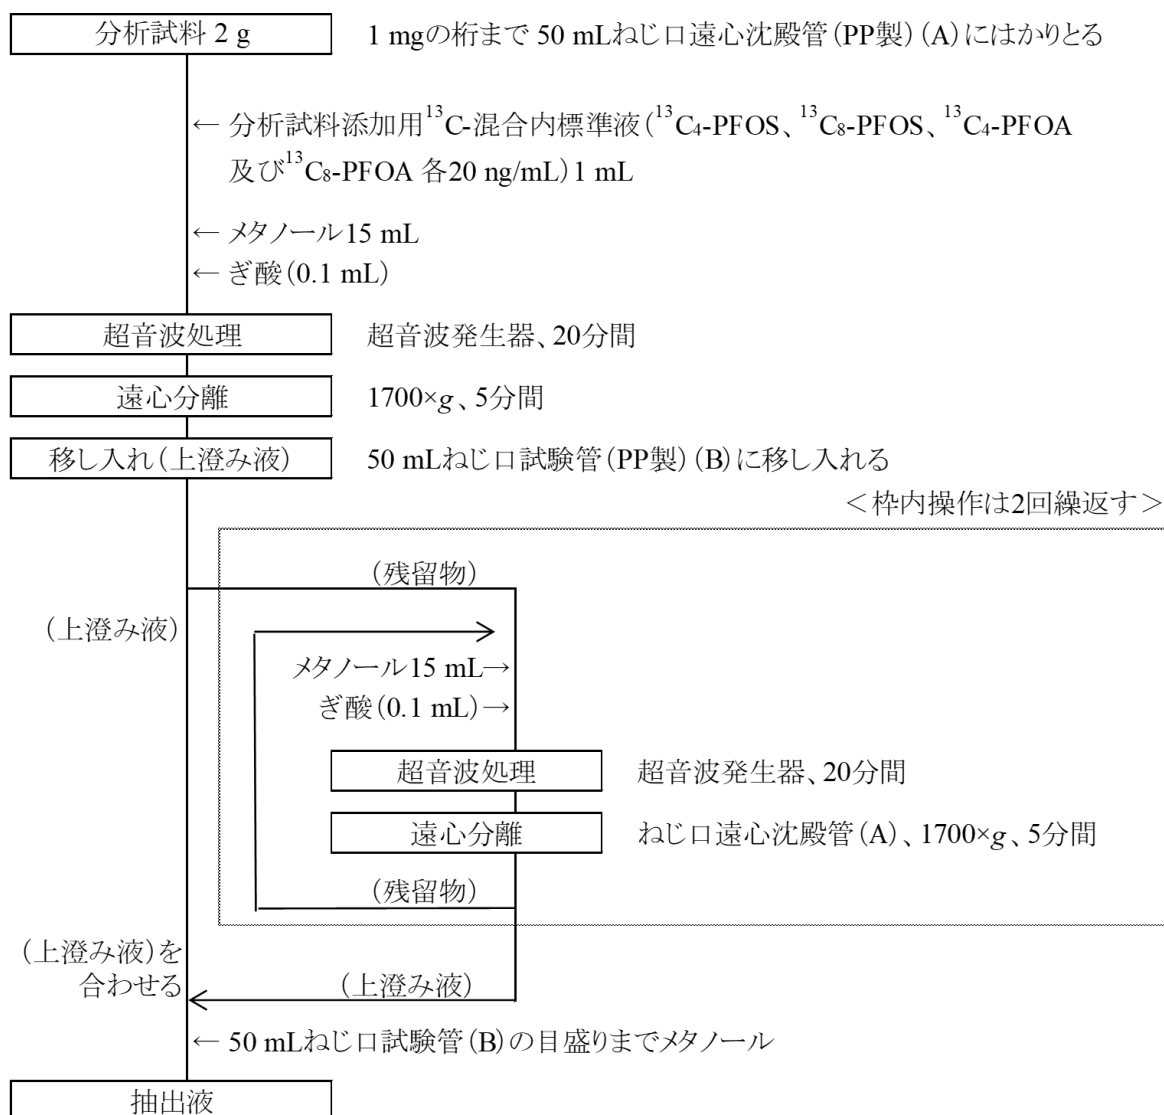 分析試料 2 g
1 mgの桁まで 50 mLねじ口遠心沈殿管(PP製)(A)にはかりとる
← 分析試料添加用¹³C-混合内標準液(¹³C₄-PFOS、¹³C₈-PFOS、¹³C₄-PFOA
及び¹³C₈-PFOA 各20 ng/mL)1 mL
← メタノール15 mL
← ぎ酸(0.1 mL)
超音波処理
超音波発生器、20分間
遠心分離
1700×g、5分間
移し入れ(上澄み液)
50 mLねじ口試験管(PP製)(B)に移し入れる
<枠内操作は2回繰返す>
(残留物)
(上澄み液)
メタノール15 mL→
ぎ酸(0.1 mL)→
超音波処理
超音波発生器、20分間
遠心分離
ねじ口遠心沈殿管(A)、1700×g、5分間
(残留物)
(上澄み液)を
合わせる
(上澄み液)
← 50 mLねじ口試験管(B)の目盛りまでメタノール
抽出液